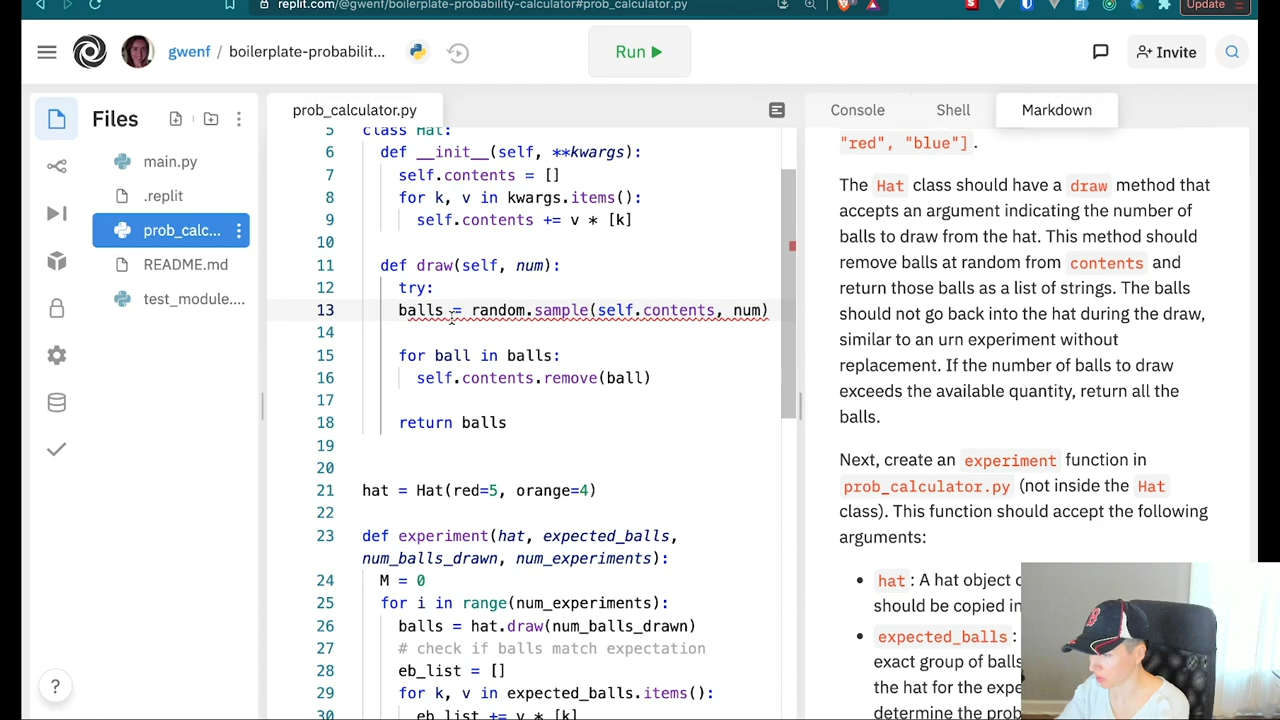 replit.com/@gwenf/boilerplate-probability-calculator#prob_calculator.py
Update
gwenf / boilerplate-probabilit...
Run
Invite
Files
main.py
.replit
prob_calc...
README.md
test_module....
prob_calculator.py
5 class Hat:
6 def __init__(self, **kwargs):
7 self.contents = []
8 for k, v in kwargs.items():
9 self.contents += v * [k]
10
11 def draw(self, num):
12 try:
13 balls = random.sample(self.contents, num)
14
15 for ball in balls:
16 self.contents.remove(ball)
17
18 return balls
19
20
21 hat = Hat(red=5, orange=4)
22
23 def experiment(hat, expected_balls,
num_balls_drawn, num_experiments):
24 M = 0
25 for i in range(num_experiments):
26 balls = hat.draw(num_balls_drawn)
27 # check if balls match expectation
28 eb_list = []
29 for k, v in expected_balls.items():
30 eb_list += v * [k]
Console
Shell
Markdown
"red", "blue"] .
The Hat class should have a draw method that
accepts an argument indicating the number of
balls to draw from the hat. This method should
remove balls at random from contents and
return those balls as a list of strings. The balls
should not go back into the hat during the draw,
similar to an urn experiment without
replacement. If the number of balls to draw
exceeds the available quantity, return all the
balls.
Next, create an experiment function in
prob_calculator.py (not inside the Hat
class). This function should accept the following
arguments:
• hat : A hat object
should be copied in
• expected_balls :
exact group of balls
the hat for the expe
determine the prob
?